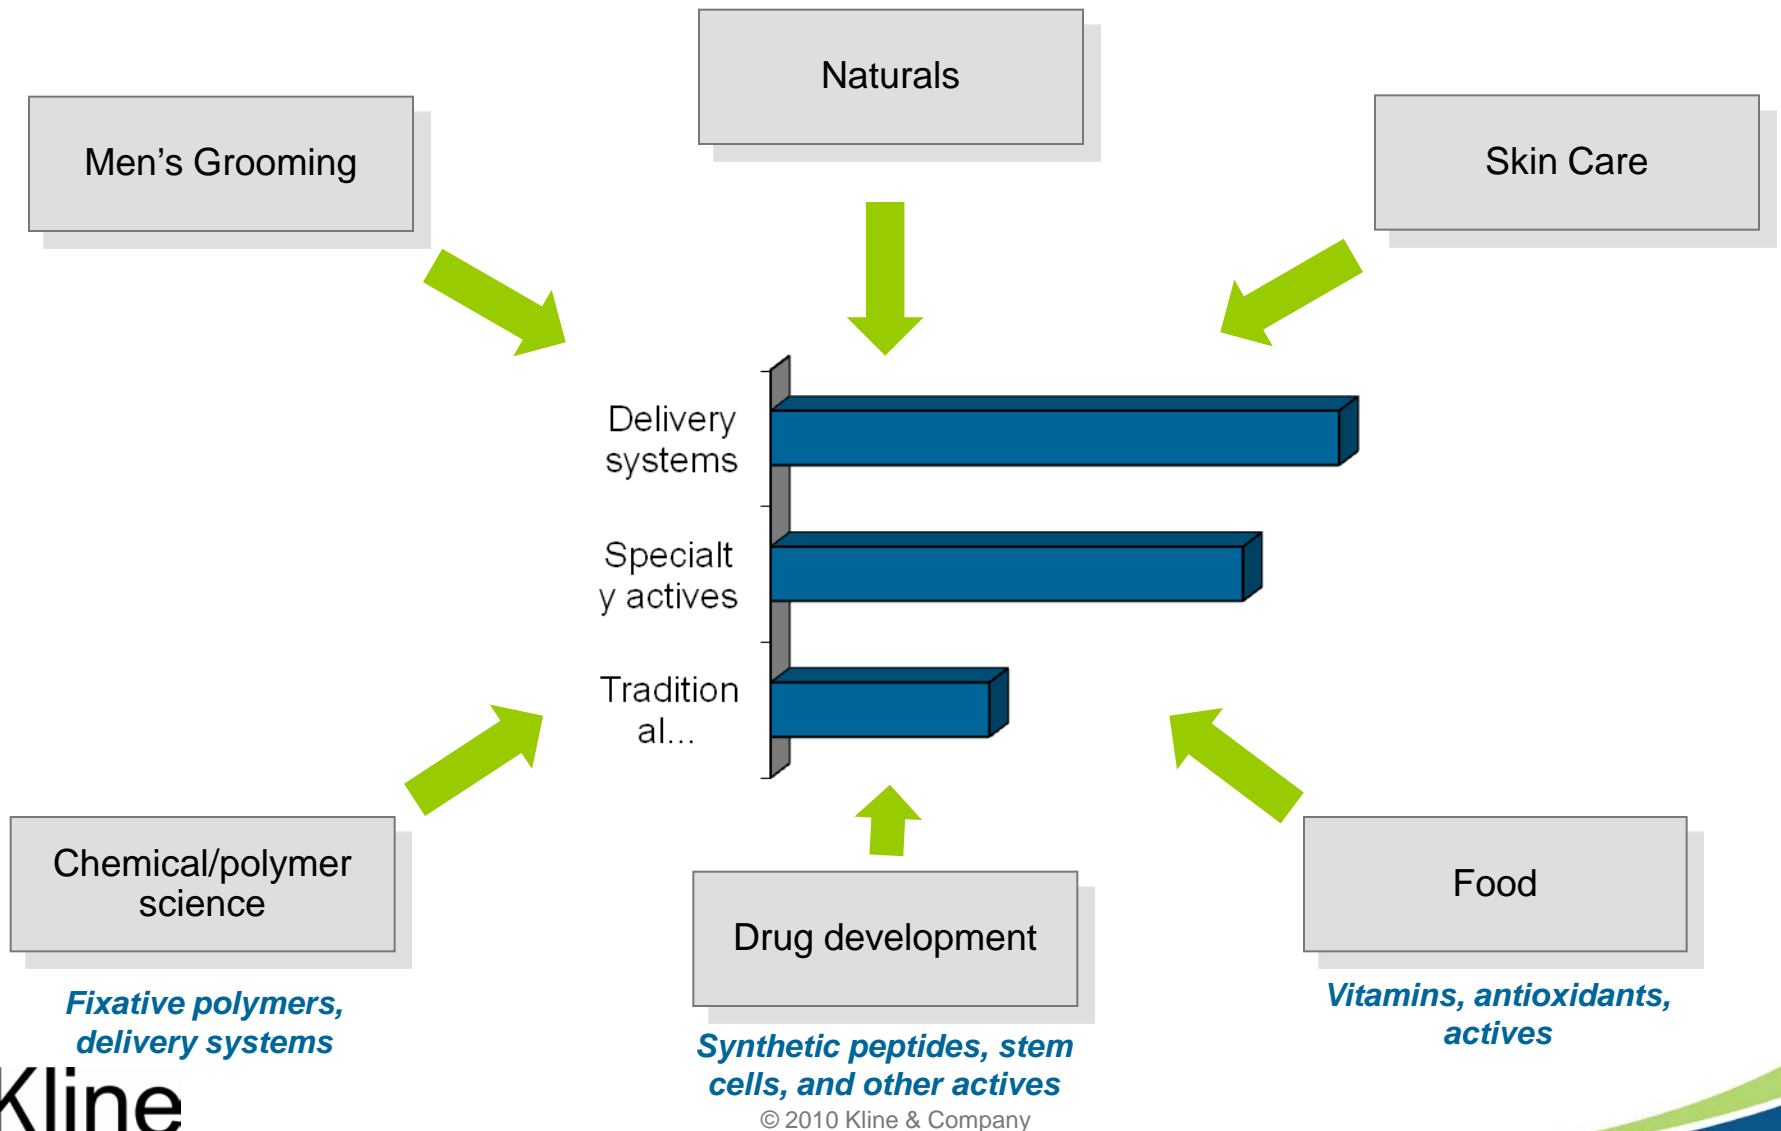 Naturals
Men's Grooming
Skin Care
Delivery
systems
Specialt
y actives
Tradition
al...
Chemical/polymer
science
Drug development
Food
Fixative polymers,
delivery systems
Synthetic peptides, stem
cells, and other actives
Vitamins, antioxidants,
actives
Kline
© 2010 Kline & Company